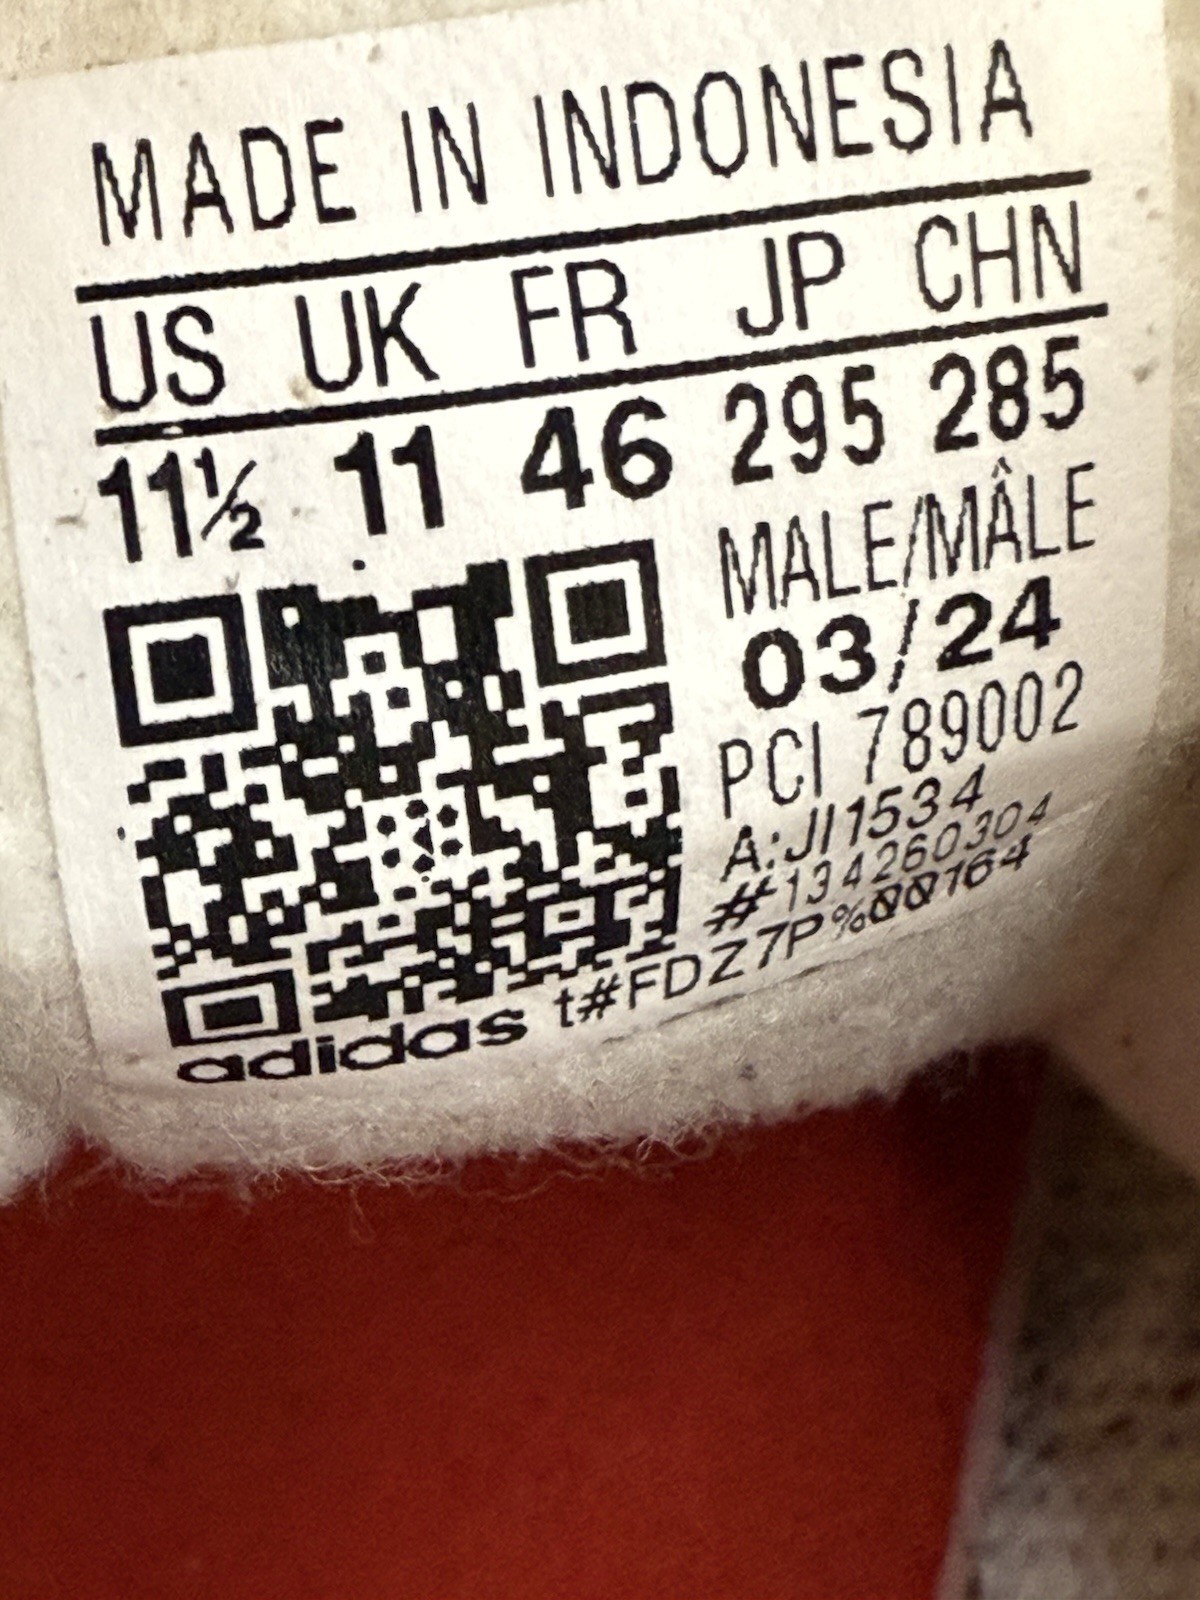 MADE IN INDONESIA
US UK FR JP CHN
11½ 11 46 295 285
MALE/MÂLE
03/24
PCI 789002
A:JI1534
#134260304
adidas t#FDZ7P%00164